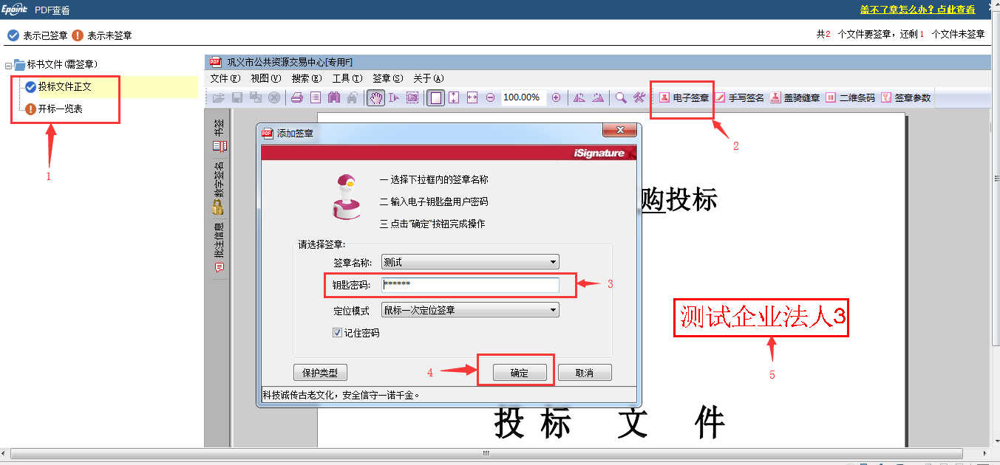 Epoint PDF查看
盖不了章怎么办？点此查看
表示已签章 表示未签章
共2 个文件要签章，还剩1 个文件未签章
标书文件(需签章)
投标文件正文
开标一览表
1
巩义市公共资源交易中心[专用F]
文件(F) 视图(V) 搜索(R) 工具(T) 签章(S) 关于(A)
100.00% 电子签章 手写签名 盖骑缝章 二维条码 签章参数
2
书签
数字签名
批注信息
添加签章
iSignature
一 选择下拉框内的签章名称
二 输入电子钥匙盘用户密码
三 点击"确定"按钮完成操作
请选择签章:
签章名称: 测试
钥匙密码: ******
3
定位模式 鼠标一次定位签章
记住密码
保护类型 确定 取消
4
科技诚传古老文化，安全信守一诺千金。
购投标
测试企业法人3
5
投 标 文 件